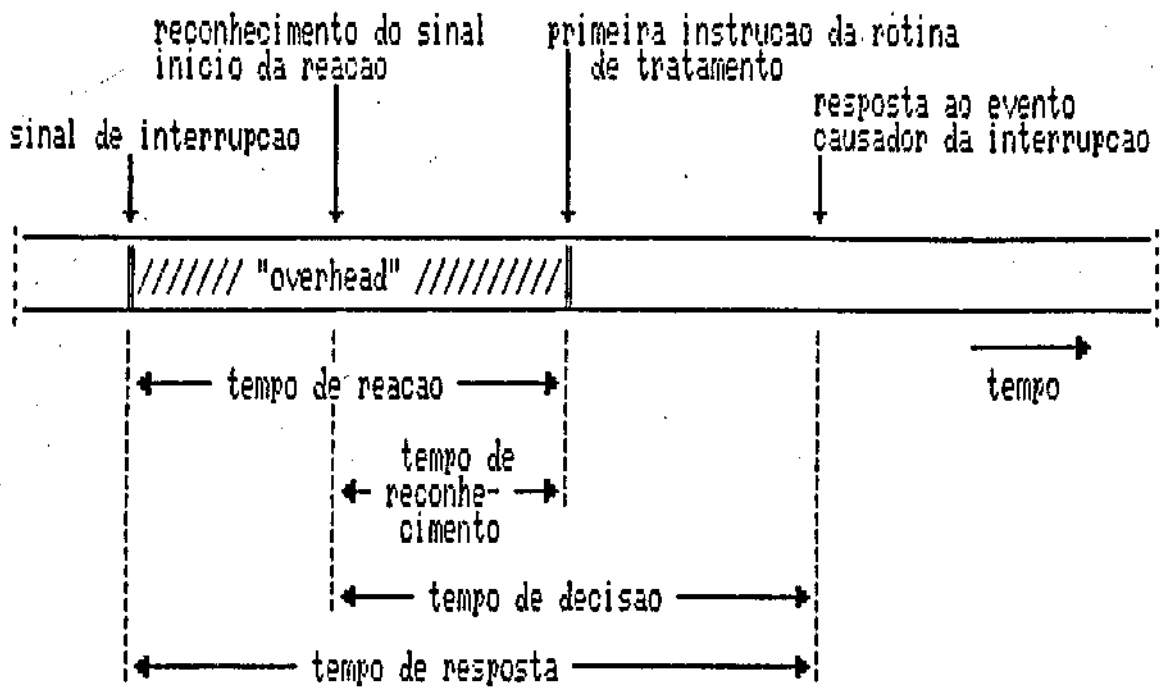 reconhecimento do sinal
inicio da reacao
primeira instrucao da rotina
de tratamento
resposta ao evento
causador da interrupcao
sinal de interrupcao
/////// "overhead" //////////
tempo de reacao
tempo
tempo de
reconhe-
cimento
tempo de decisao
tempo de resposta